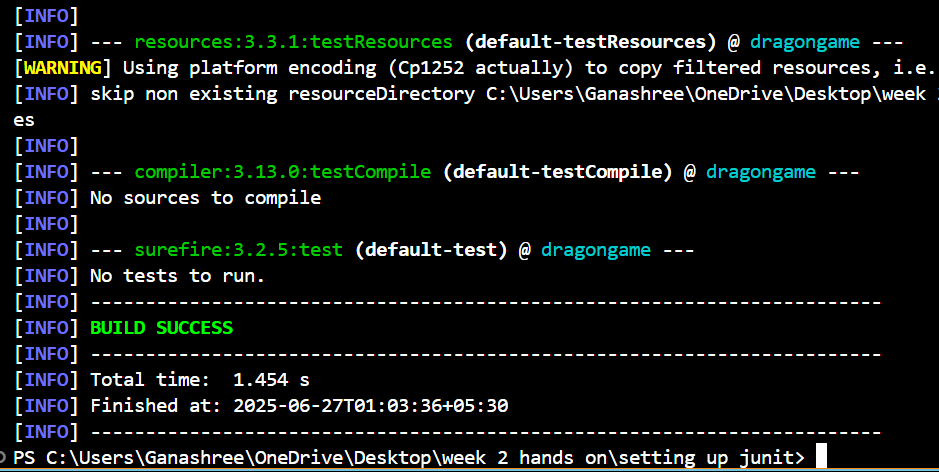 [INFO]
[INFO] --- resources:3.3.1:testResources (default-testResources) @ dragongame ---
[WARNING] Using platform encoding (Cp1252 actually) to copy filtered resources, i.e.
[INFO] skip non existing resourceDirectory C:\Users\Ganashree\OneDrive\Desktop\week
es
[INFO]
[INFO] --- compiler:3.13.0:testCompile (default-testCompile) @ dragongame ---
[INFO] No sources to compile
[INFO]
[INFO] --- surefire:3.2.5:test (default-test) @ dragongame ---
[INFO] No tests to run.
[INFO] ------------------------------------------------------------------------
[INFO] BUILD SUCCESS
[INFO] ------------------------------------------------------------------------
[INFO] Total time:  1.454 s
[INFO] Finished at: 2025-06-27T01:03:36+05:30
[INFO] ------------------------------------------------------------------------
PS C:\Users\Ganashree\OneDrive\Desktop\week 2 hands on\setting up junit>